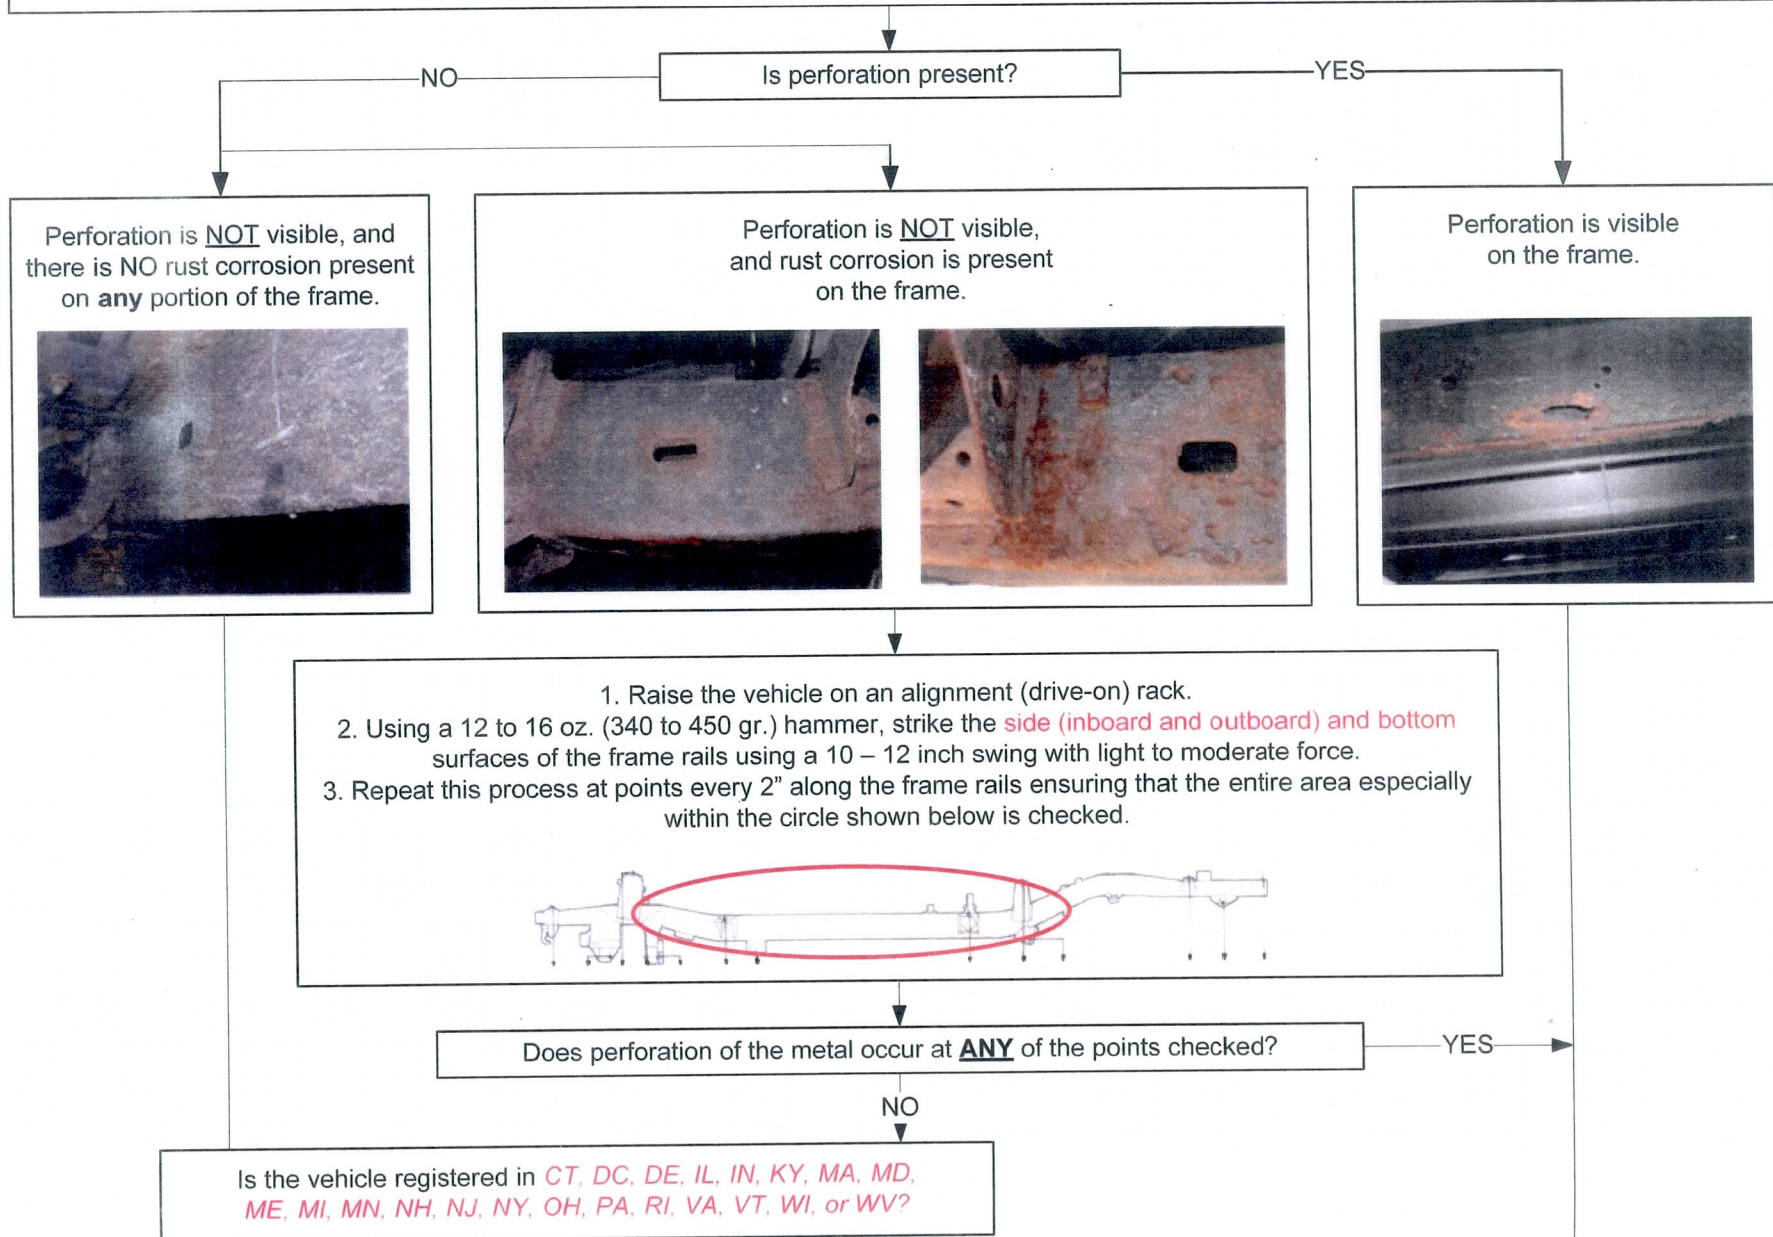 Is perforation present?
NO
YES
Perforation is NOT visible, and
there is NO rust corrosion present
on any portion of the frame.
Perforation is NOT visible,
and rust corrosion is present
on the frame.
Perforation is visible
on the frame.
1. Raise the vehicle on an alignment (drive-on) rack.
2. Using a 12 to 16 oz. (340 to 450 gr.) hammer, strike the side (inboard and outboard) and bottom
surfaces of the frame rails using a 10 – 12 inch swing with light to moderate force.
3. Repeat this process at points every 2” along the frame rails ensuring that the entire area especially
within the circle shown below is checked.
Does perforation of the metal occur at ANY of the points checked?
YES
NO
Is the vehicle registered in CT, DC, DE, IL, IN, KY, MA, MD,
ME, MI, MN, NH, NJ, NY, OH, PA, RI, VA, VT, WI, or WV?